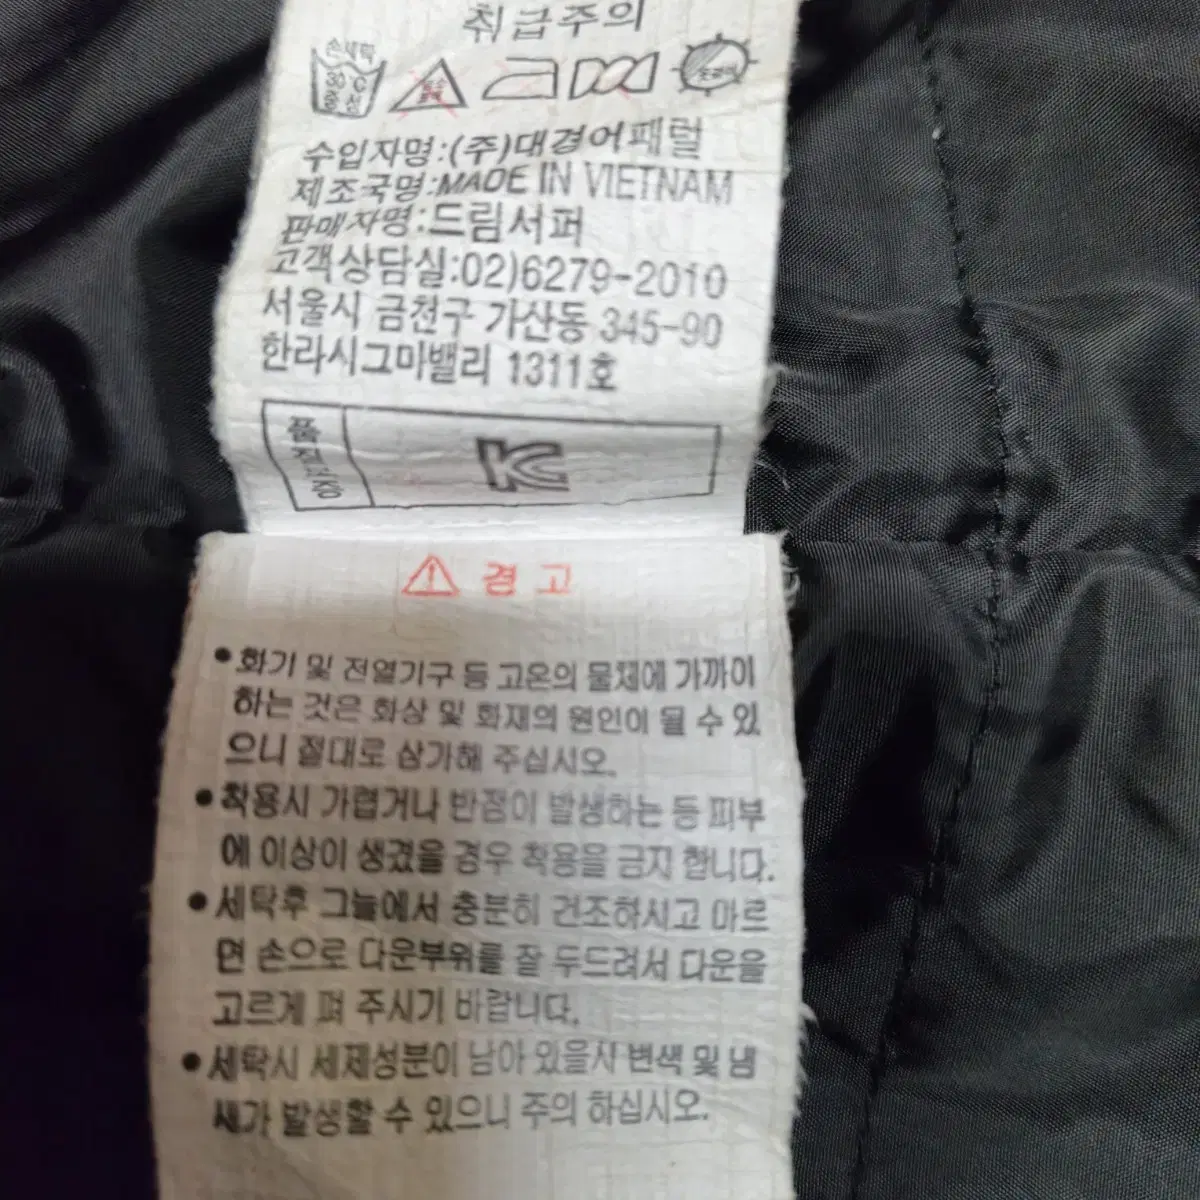 취급주의
손세탁
30°C
중성
드라이
수입자명:(주)대경어패럴
제조국명:MADE IN VIETNAM
판매자명:드림서퍼
고객상담실:02)6279-2010
서울시 금천구 가산동 345-90
한라시그마밸리 1311호
품질보증
경고
•화기 및 전열기구 등 고온의 물체에 가까이
하는 것은 화상 및 화재의 원인이 될 수 있
으니 절대로 삼가해 주십시오.
•착용시 가렵거나 반점이 발생하는 등 피부
에 이상이 생겼을 경우 착용을 금지 합니다.
•세탁후 그늘에서 충분히 건조하시고 마르
면 손으로 다운부위를 잘 두드려서 다운을
고르게 펴 주시기 바랍니다.
•세탁시 세제성분이 남아 있을시 변색 및 냄
새가 발생할 수 있으니 주의 하십시오.